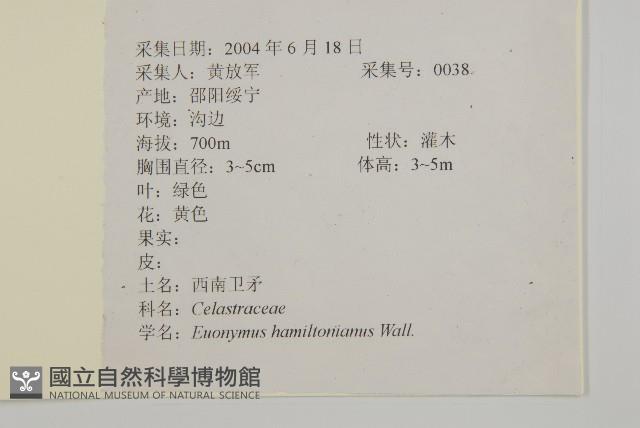 采集日期：2004 年 6 月 18 日
采集人：黄放军 采集号：0038
产地：邵阳绥宁
环境：沟边
海拔：700m 性状：灌木
胸围直径：3~5cm 体高：3~5m
叶：绿色
花：黄色
果实：
皮：
土名：西南卫矛
科名：Celastraceae
学名：Euonymus hamiltonianus Wall.
國立自然科學博物館
NATIONAL MUSEUM OF NATURAL SCIENCE